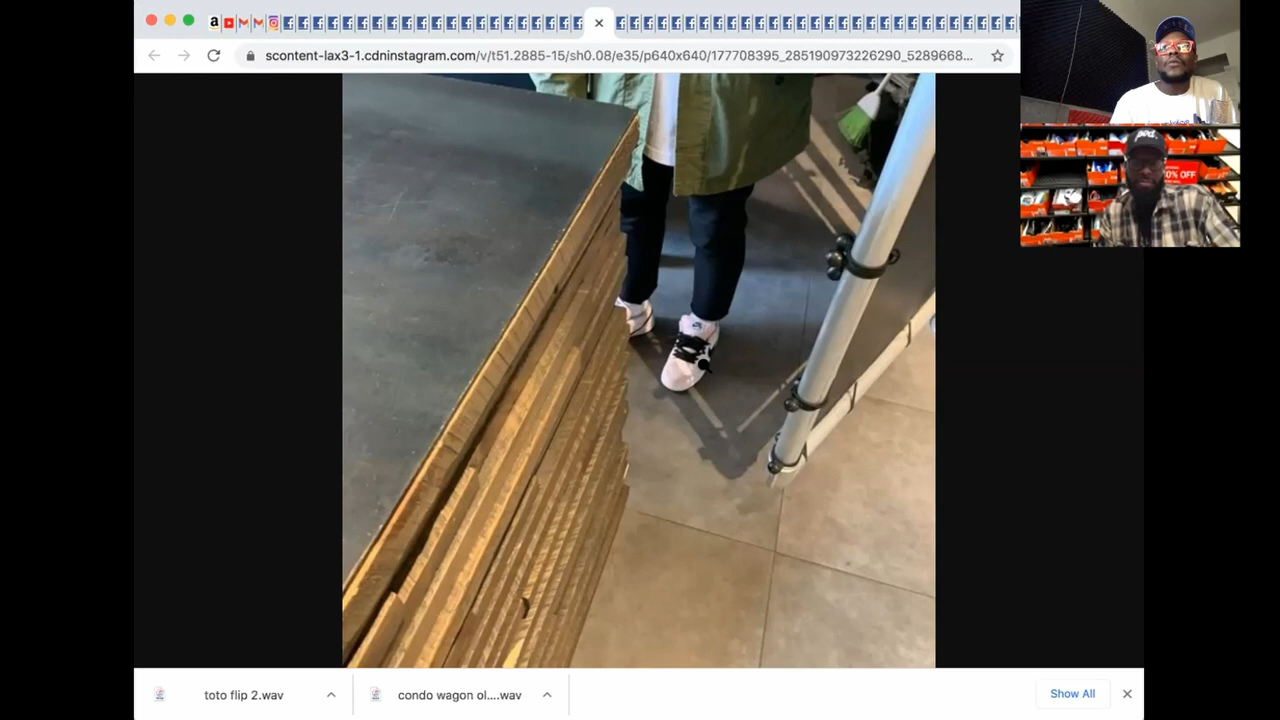 scontent-lax3-1.cdninstagram.com/v/t51.2885-15/sh0.08/e35/p640x640/177708395_285190973226290_5289668...
0% OFF
toto flip 2.wav
condo wagon ol....wav
Show All